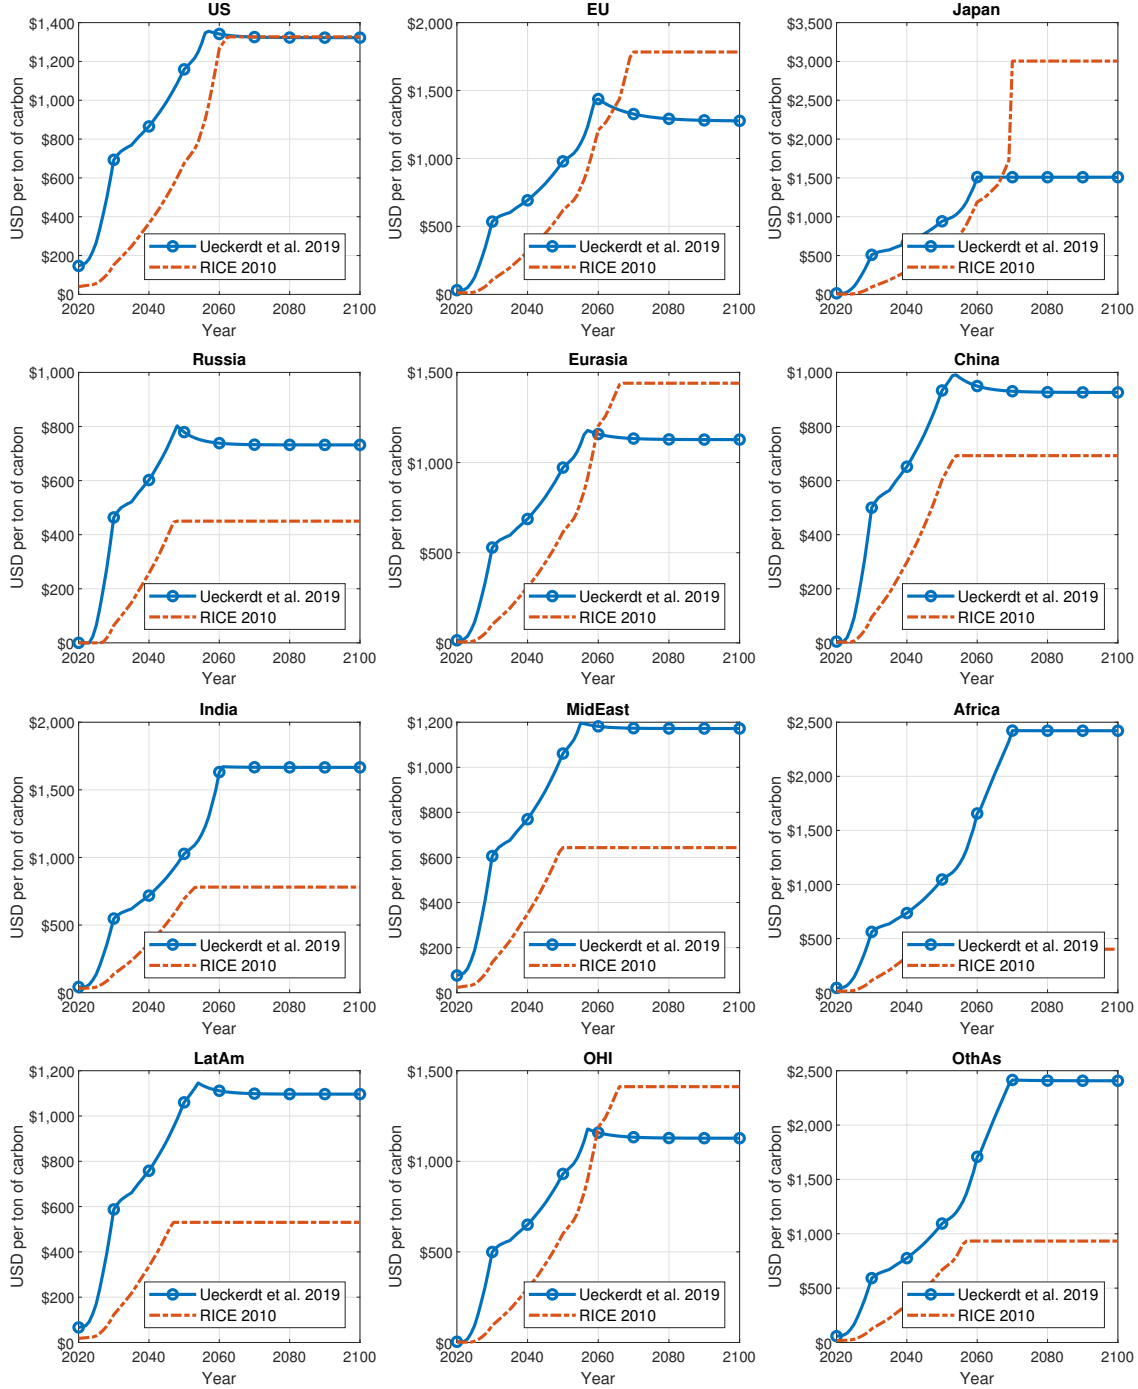 US
USD per ton of carbon
$1,400
$1,200
$1,000
$800
$600
$400
$200
$0
2020 2040 2060 2080 2100
Year
Ueckerdt et al. 2019
RICE 2010
EU
USD per ton of carbon
$2,000
$1,500
$1,000
$500
$0
2020 2040 2060 2080 2100
Year
Ueckerdt et al. 2019
RICE 2010
Japan
USD per ton of carbon
$3,500
$3,000
$2,500
$2,000
$1,500
$1,000
$500
$0
2020 2040 2060 2080 2100
Year
Ueckerdt et al. 2019
RICE 2010
Russia
USD per ton of carbon
$1,000
$800
$600
$400
$200
$0
2020 2040 2060 2080 2100
Year
Ueckerdt et al. 2019
RICE 2010
Eurasia
USD per ton of carbon
$1,500
$1,000
$500
$0
2020 2040 2060 2080 2100
Year
Ueckerdt et al. 2019
RICE 2010
China
USD per ton of carbon
$1,000
$800
$600
$400
$200
$0
2020 2040 2060 2080 2100
Year
Ueckerdt et al. 2019
RICE 2010
India
USD per ton of carbon
$2,000
$1,500
$1,000
$500
$0
2020 2040 2060 2080 2100
Year
Ueckerdt et al. 2019
RICE 2010
MidEast
USD per ton of carbon
$1,200
$1,000
$800
$600
$400
$200
$0
2020 2040 2060 2080 2100
Year
Ueckerdt et al. 2019
RICE 2010
Africa
USD per ton of carbon
$2,500
$2,000
$1,500
$1,000
$500
$0
2020 2040 2060 2080 2100
Year
Ueckerdt et al. 2019
RICE 2010
LatAm
USD per ton of carbon
$1,200
$1,000
$800
$600
$400
$200
$0
2020 2040 2060 2080 2100
Year
Ueckerdt et al. 2019
RICE 2010
OHI
USD per ton of carbon
$1,500
$1,000
$500
$0
2020 2040 2060 2080 2100
Year
Ueckerdt et al. 2019
RICE 2010
OthAs
USD per ton of carbon
$2,500
$2,000
$1,500
$1,000
$500
$0
2020 2040 2060 2080 2100
Year
Ueckerdt et al. 2019
RICE 2010